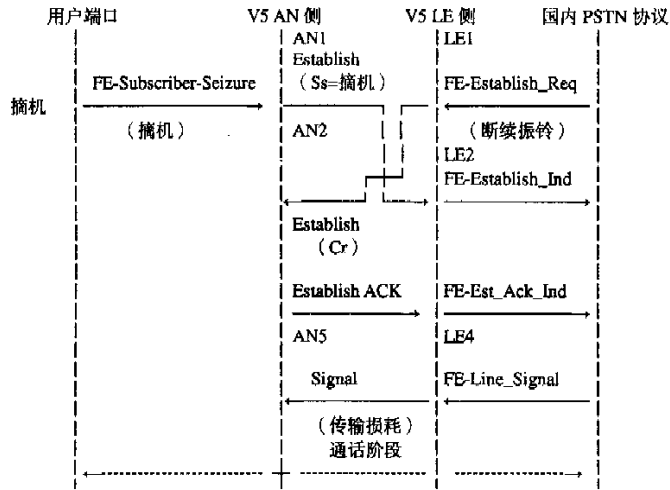 用户端口 V5 AN 侧 V5 LE 侧 国内 PSTN 协议
AN1 LE1
Establish
FE-Subscriber-Seizure （Ss=摘机） FE-Establish_Req
摘机
（摘机） AN2 （断续振铃）
LE2
FE-Establish_Ind
Establish
（Cr）
Establish ACK FE-Est_Ack_Ind
AN5 LE4
Signal FE-Line_Signal
（传输损耗）
通话阶段